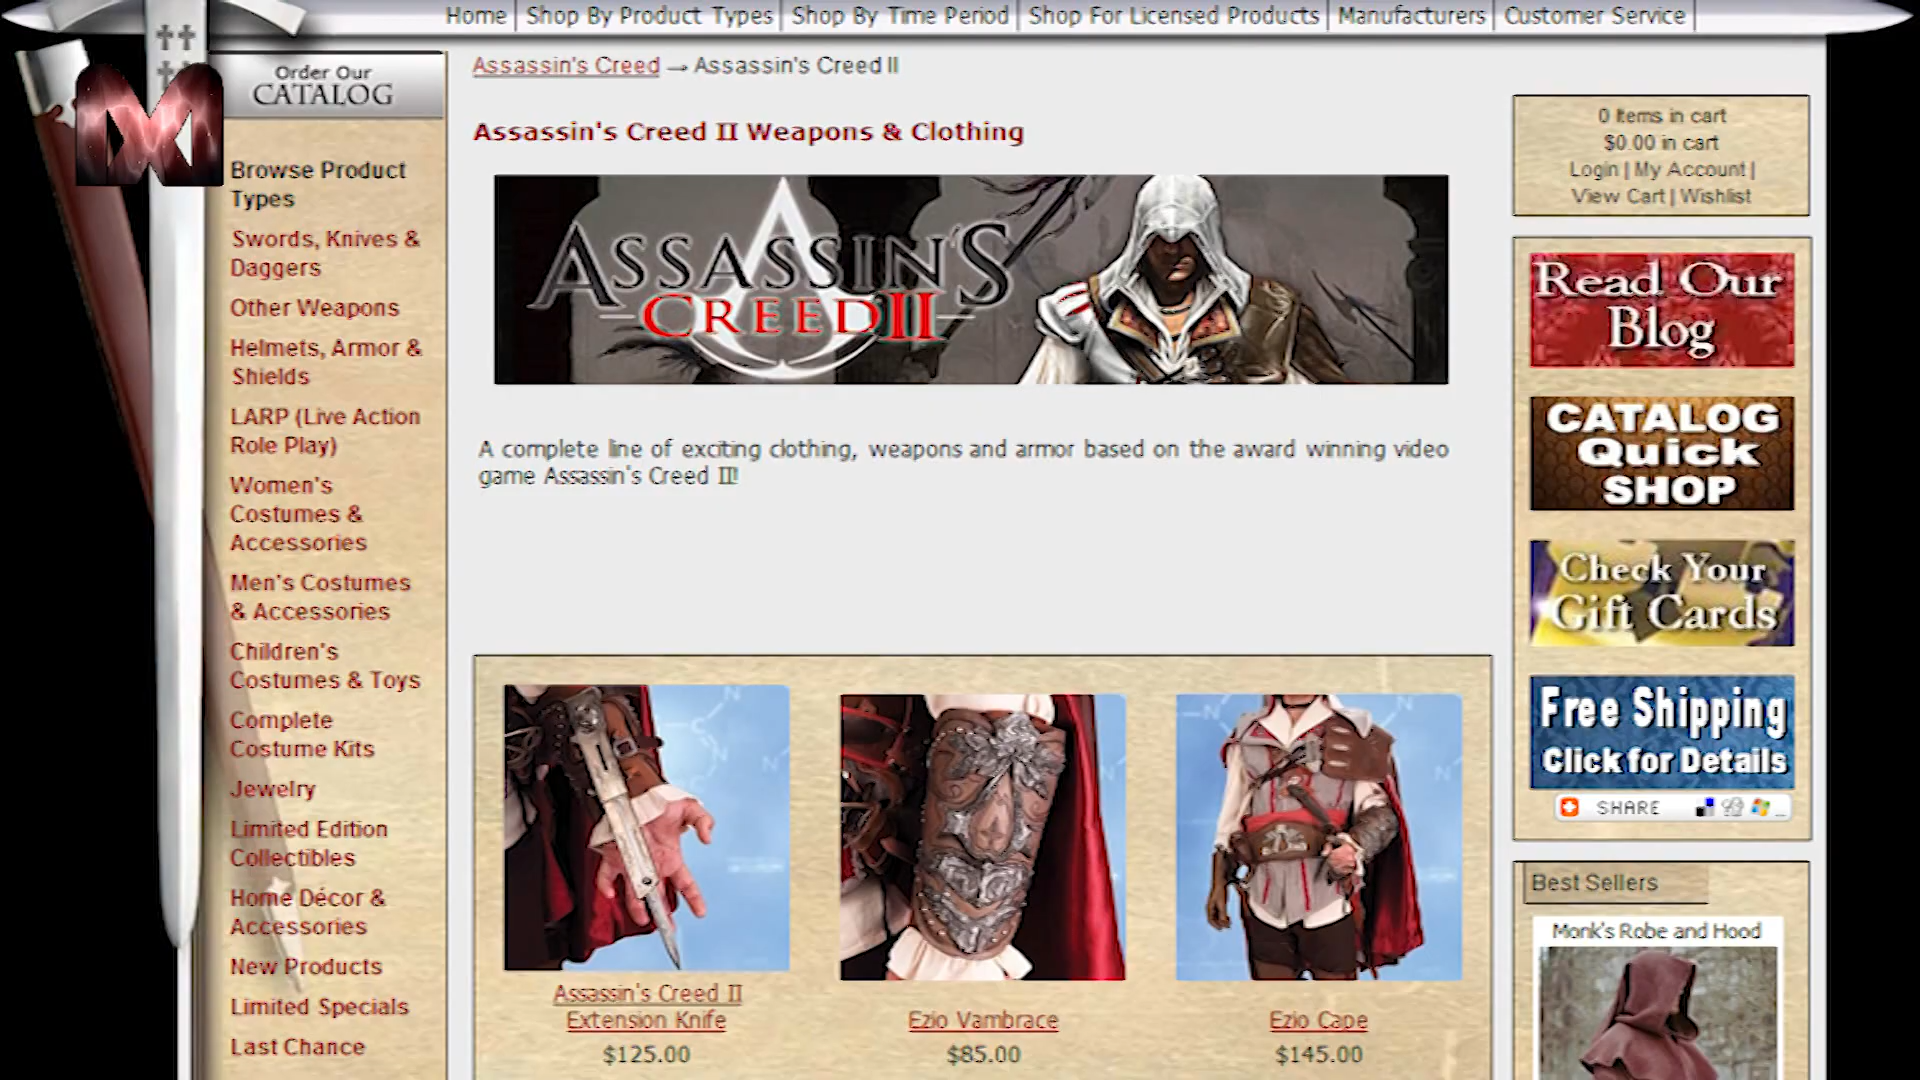 Home | Shop By Product Types | Shop By Time Period | Shop For Licensed Products | Manufacturers | Customer Service |
Order Our
CATALOG
Browse Product
Types
Swords, Knives &
Daggers
Other Weapons
Helmets, Armor &
Shields
LARP (Live Action
Role Play)
Women's
Costumes &
Accessories
Men's Costumes
& Accessories
Children's
Costumes & Toys
Complete
Costume Kits
Jewelry
Limited Edition
Collectibles
Home Décor &
Accessories
New Products
Limited Specials
Last Chance
Assassin's Creed → Assassin's Creed II
Assassin's Creed II Weapons & Clothing
ASSASSIN'S
CREED II
A complete line of exciting clothing, weapons and armor based on the award winning video
game Assassin's Creed II!
Assassin's Creed II
Extension Knife
$125.00
Ezio Vambrace
$85.00
Ezio Cape
$145.00
0 Items in cart
$0.00 in cart
Login | My Account |
View Cart | Wishlist
Read Our
Blog
CATALOG
Quick
SHOP
Check Your
Gift Cards
Free Shipping
Click for Details
SHARE
Best Sellers
Monk's Robe and Hood